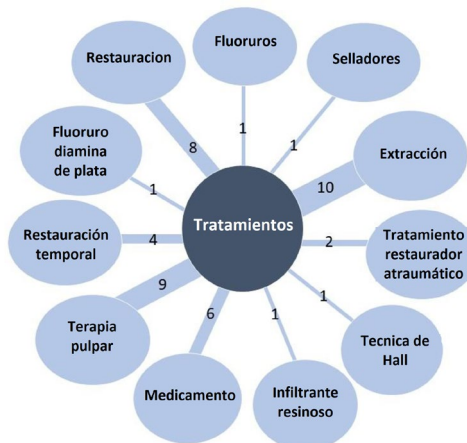 Fluoruros
1
Selladores
1
Extracción
10
Tratamiento
restaurador
atraumático
2
Tecnica de
Hall
1
Infiltrante
resinoso
1
Medicamento
6
Terapia
pulpar
9
Restauración
temporal
4
Fluoruro
diamina
de plata
1
Restauracion
8
Tratamientos